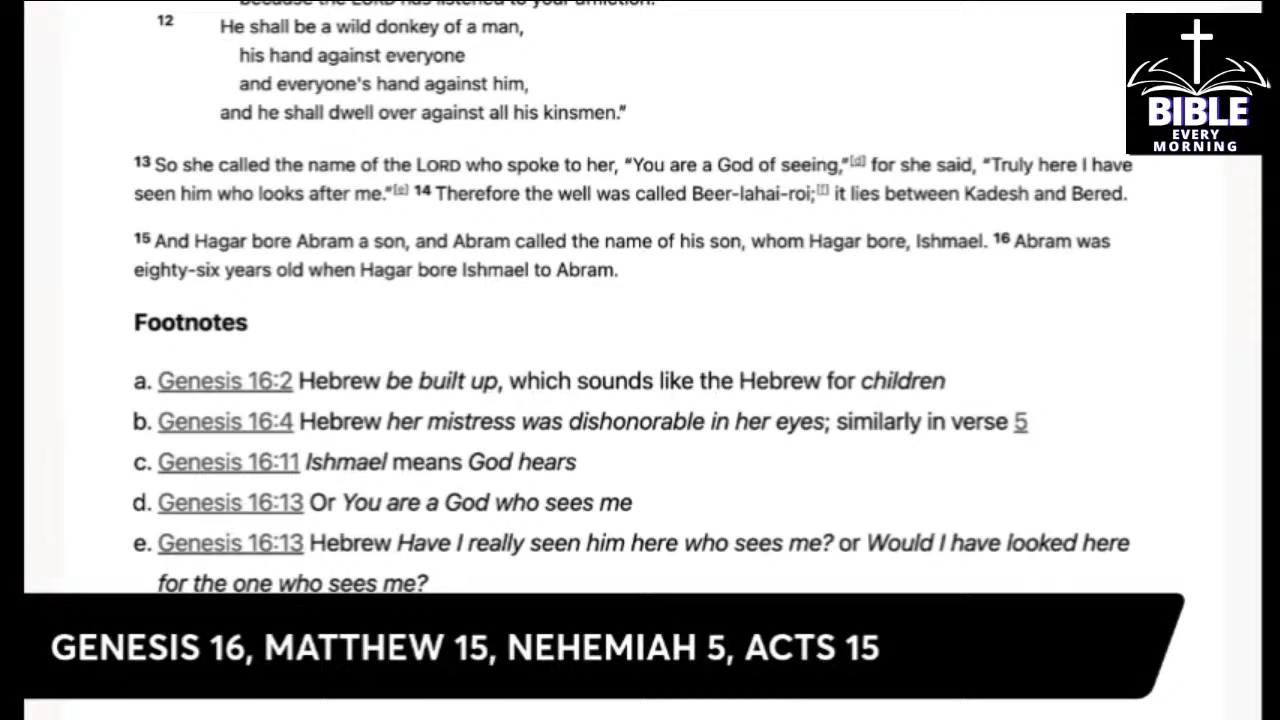 because the LORD has listened to your affliction.
12 He shall be a wild donkey of a man,
his hand against everyone
and everyone's hand against him,
and he shall dwell over against all his kinsmen.”
13 So she called the name of the LORD who spoke to her, “You are a God of seeing,”[d] for she said, “Truly here I have
seen him who looks after me.”[e] 14 Therefore the well was called Beer-lahai-roi;[f] it lies between Kadesh and Bered.
15 And Hagar bore Abram a son, and Abram called the name of his son, whom Hagar bore, Ishmael. 16 Abram was
eighty-six years old when Hagar bore Ishmael to Abram.
Footnotes
a. Genesis 16:2 Hebrew be built up, which sounds like the Hebrew for children
b. Genesis 16:4 Hebrew her mistress was dishonorable in her eyes; similarly in verse 5
c. Genesis 16:11 Ishmael means God hears
d. Genesis 16:13 Or You are a God who sees me
e. Genesis 16:13 Hebrew Have I really seen him here who sees me? or Would I have looked here
for the one who sees me?
GENESIS 16, MATTHEW 15, NEHEMIAH 5, ACTS 15
BIBLE
EVERY
MORNING